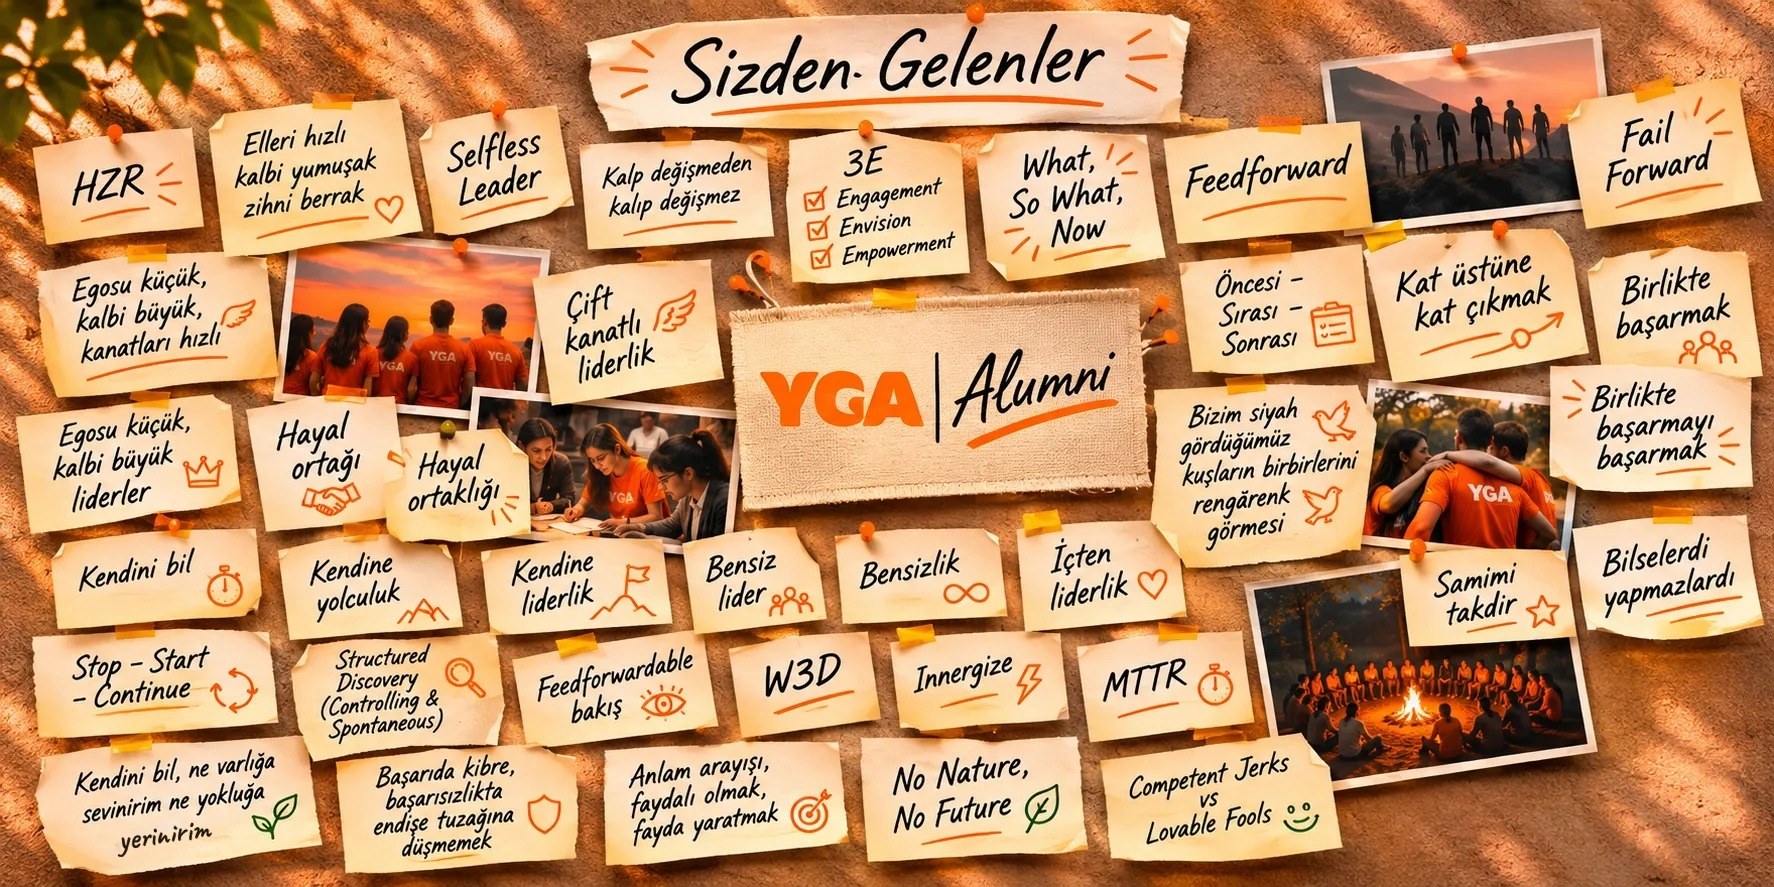 Sizden Gelenler
HZR
Elleri hızlı
kalbi yumuşak
zihni berrak
Selfless
Leader
Kalp değişmeden
kalıp değişmez
3E
Engagement
Envision
Empowerment
What,
So What,
Now
Feedforward
Fail
Forward
Egosu küçük,
kalbi büyük,
kanatları hızlı
YGA
YGA
YGA
Çift
kanatlı
liderlik
YGA | Alumni
Öncesi –
Sırası –
Sonrası
Kat üstüne
kat çıkmak
Birlikte
başarmak
Egosu küçük,
kalbi büyük
liderler
Hayal
ortağı
Hayal
ortaklığı
YGA
Bizim siyah
gördüğümüz
kuşların birbirlerini
rengârenk
görmesi
YGA
Birlikte
başarmayı
başarmak
Kendini bil
Kendine
yolculuk
Kendine
liderlik
Bensiz
lider
Bensizlik
İçten
liderlik
Samimi
takdir
Bilselerdi
yapmazlardı
Stop – Start
– Continue
Structured
Discovery
(Controlling &
Spontaneous)
Feedforwardable
bakış
W3D
Innergize
MTTR
Kendini bil, ne varlığa
sevinirim ne yokluğa
yerinirim
Başarıda kibre,
başarısızlıkta
endişe tuzağına
düşmemek
Anlam arayışı,
faydalı olmak,
fayda yaratmak
No Nature,
No Future
Competent Jerks
vs
Lovable Fools